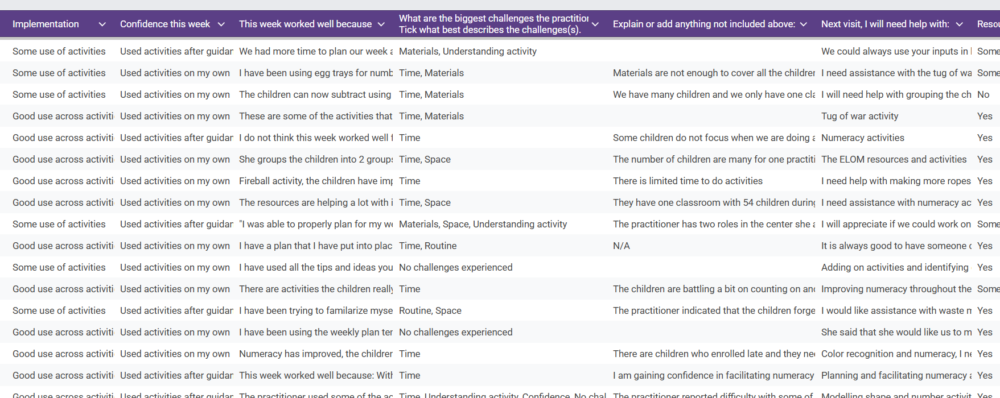 Implementation Confidence this week This week worked well because What are the biggest challenges the practitior Explain or add anything not included above: Next visit, I will need help with: Resou
Tick what best describes the challenges(s).
Some use of activities Used activities after guidar We had more time to plan our week a Materials, Understanding activity We could always use your inputs in Some
Some use of activities Used activities on my own I have been using egg trays for numb Time, Materials Materials are not enough to cover all the childrer I need assistance with the tug of wa Some
Some use of activities Used activities on my own The children can now subtract using Time, Materials We have many children and we only have one cla I will need help with grouping the ch No
Good use across activiti Used activities on my own These are some of the activities that Time, Materials Tug of war activity Yes
Good use across activiti Used activities after guidar I do not think this week worked well f Time Some children do not focus when we are doing a Numeracy activities Yes
Good use across activiti Used activities on my own She groups the children into 2 groups Time, Space The number of children are many for one practiti The ELOM resources and activities Yes
Good use across activiti Used activities on my own Fireball activity, the children have imp Time There is limited time to do activities I need help with making more ropes Yes
Good use across activiti Used activities on my own The resources are helping a lot with i Time, Space They have one classroom with 54 children during I need assistance with numeracy ac Yes
Some use of activities Used activities after guidar "I was able to properly plan for my we Materials, Space, Understanding activity The practitioner has two roles in the center she a I will appreciate if we could work on Some
Good use across activiti Used activities on my own I have a plan that I have put into plac Time, Routine N/A It is always good to have someone c Yes
Some use of activities Used activities on my own I have used all the tips and ideas you No challenges experienced Adding on activities and identifying Yes
Good use across activiti Used activities on my own There are activities the children really Time The children are battling a bit on counting on and Improving numeracy throughout the Some
Some use of activities Used activities after guidar I have been trying to familarize myse Routine, Space The practitioner indicated that the children forge I would like assistance with waste m Yes
Good use across activiti Used activities on my own I have been using the weekly plan ter No challenges experienced She said that she would like us to m Yes
Good use across activiti Used activities on my own Numeracy has improved, the childrer Time There are children who enrolled late and they nee Color recognition and numeracy, I ne Yes
Good use across activiti Used activities after guidar This week worked well because: With Time I am gaining confidence in facilitating numeracy Planning and facilitating numeracy a Yes
Good use across activiti Used activities after guidar The practitioner used some of the ac Time, Understanding activity, Confidence, No chal The practitioner reported difficulty with some of Modelling shape and number activit Yes